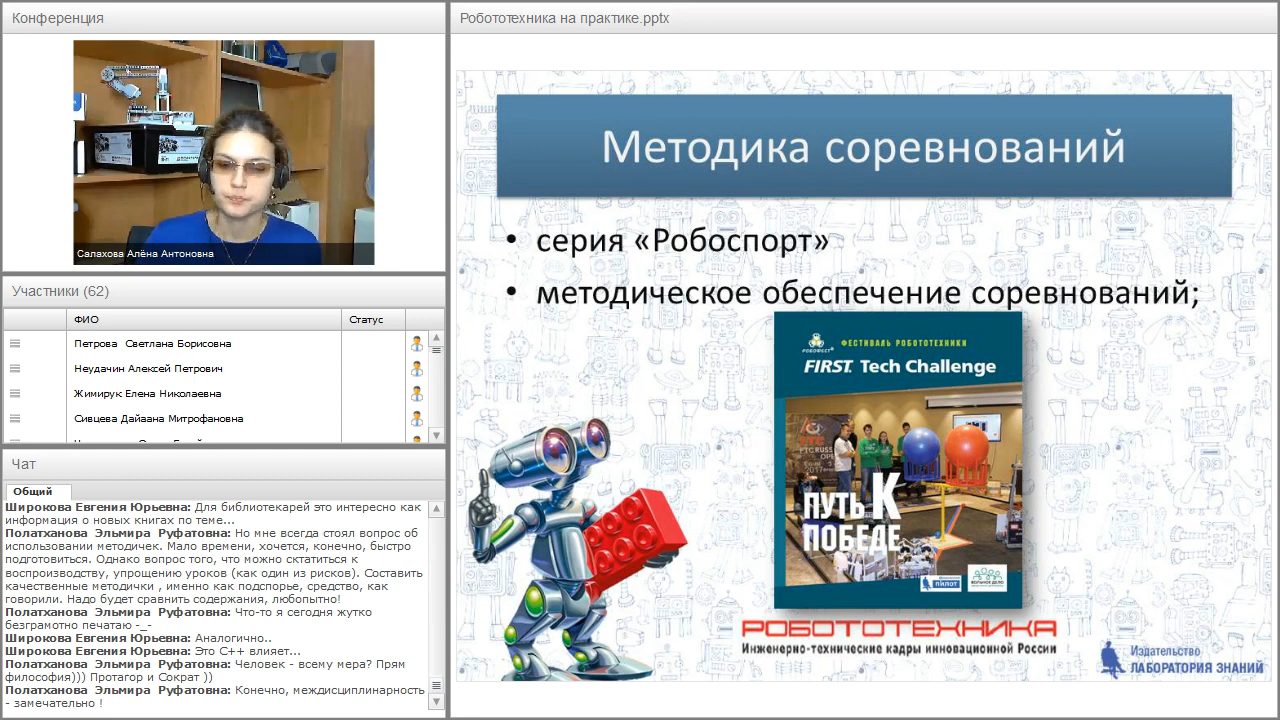 Конференция
Салахова Алёна Антоновна
Участники (62)
ФИО
Статус
Петрова Светлана Борисовна
Неудахин Алексей Петрович
Жимирук Елена Николаевна
Сивцева Дайаана Митрофановна
Чат
Общий
Широкова Евгения Юрьевна: Для библиотекарей это интересно как
информация о новых книгах по теме...
Полатханова Эльмира Руфатовна: Но мне всегда стоял вопрос об
использовании методичек. Мало времени, хочется, конечно, быстро
подготовиться. Однако вопрос того, что можно скататиться к
воспроизводству, упрощению уроков (как один из рисков). Составить
качественные методички именно как подспорье, средство, как
говорили. Надо будет сравнить содержания, любопытно!
Полатханова Эльмира Руфатовна: Что-то я сегодня жутко
безграмотно печатаю -_-
Широкова Евгения Юрьевна: Аналогично..
Широкова Евгения Юрьевна: Это С++ влияет...
Полатханова Эльмира Руфатовна: Человек - всему мера? Прям
философия))) Протагор и Сократ ))
Полатханова Эльмира Руфатовна: Конечно, междисциплинарность
- замечательно !
Робототехника на практике.pptx
Методика соревнований
• серия «Робоспорт»
• методическое обеспечение соревнований;
РОБОФЕСТ
ФЕСТИВАЛЬ РОБОТОТЕХНИКИ
FIRST Tech Challenge
ПУТЬ К
ПОБЕДЕ
ПИЛОТ
ВОЛЬНОЕ ДЕЛО
РОБОТОТЕХНИКА
Инженерно-технические кадры инновационной России
Издательство
ЛАБОРАТОРИЯ ЗНАНИЙ